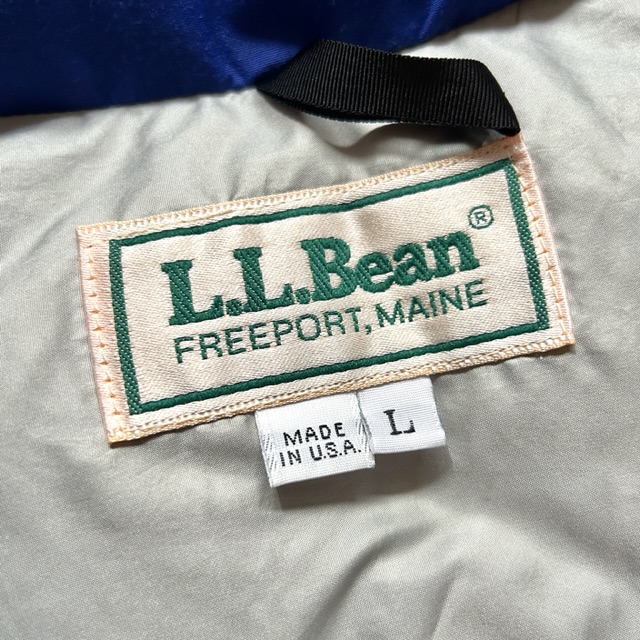 L.L.Bean®
FREEPORT, MAINE
MADE
IN U.S.A.
L